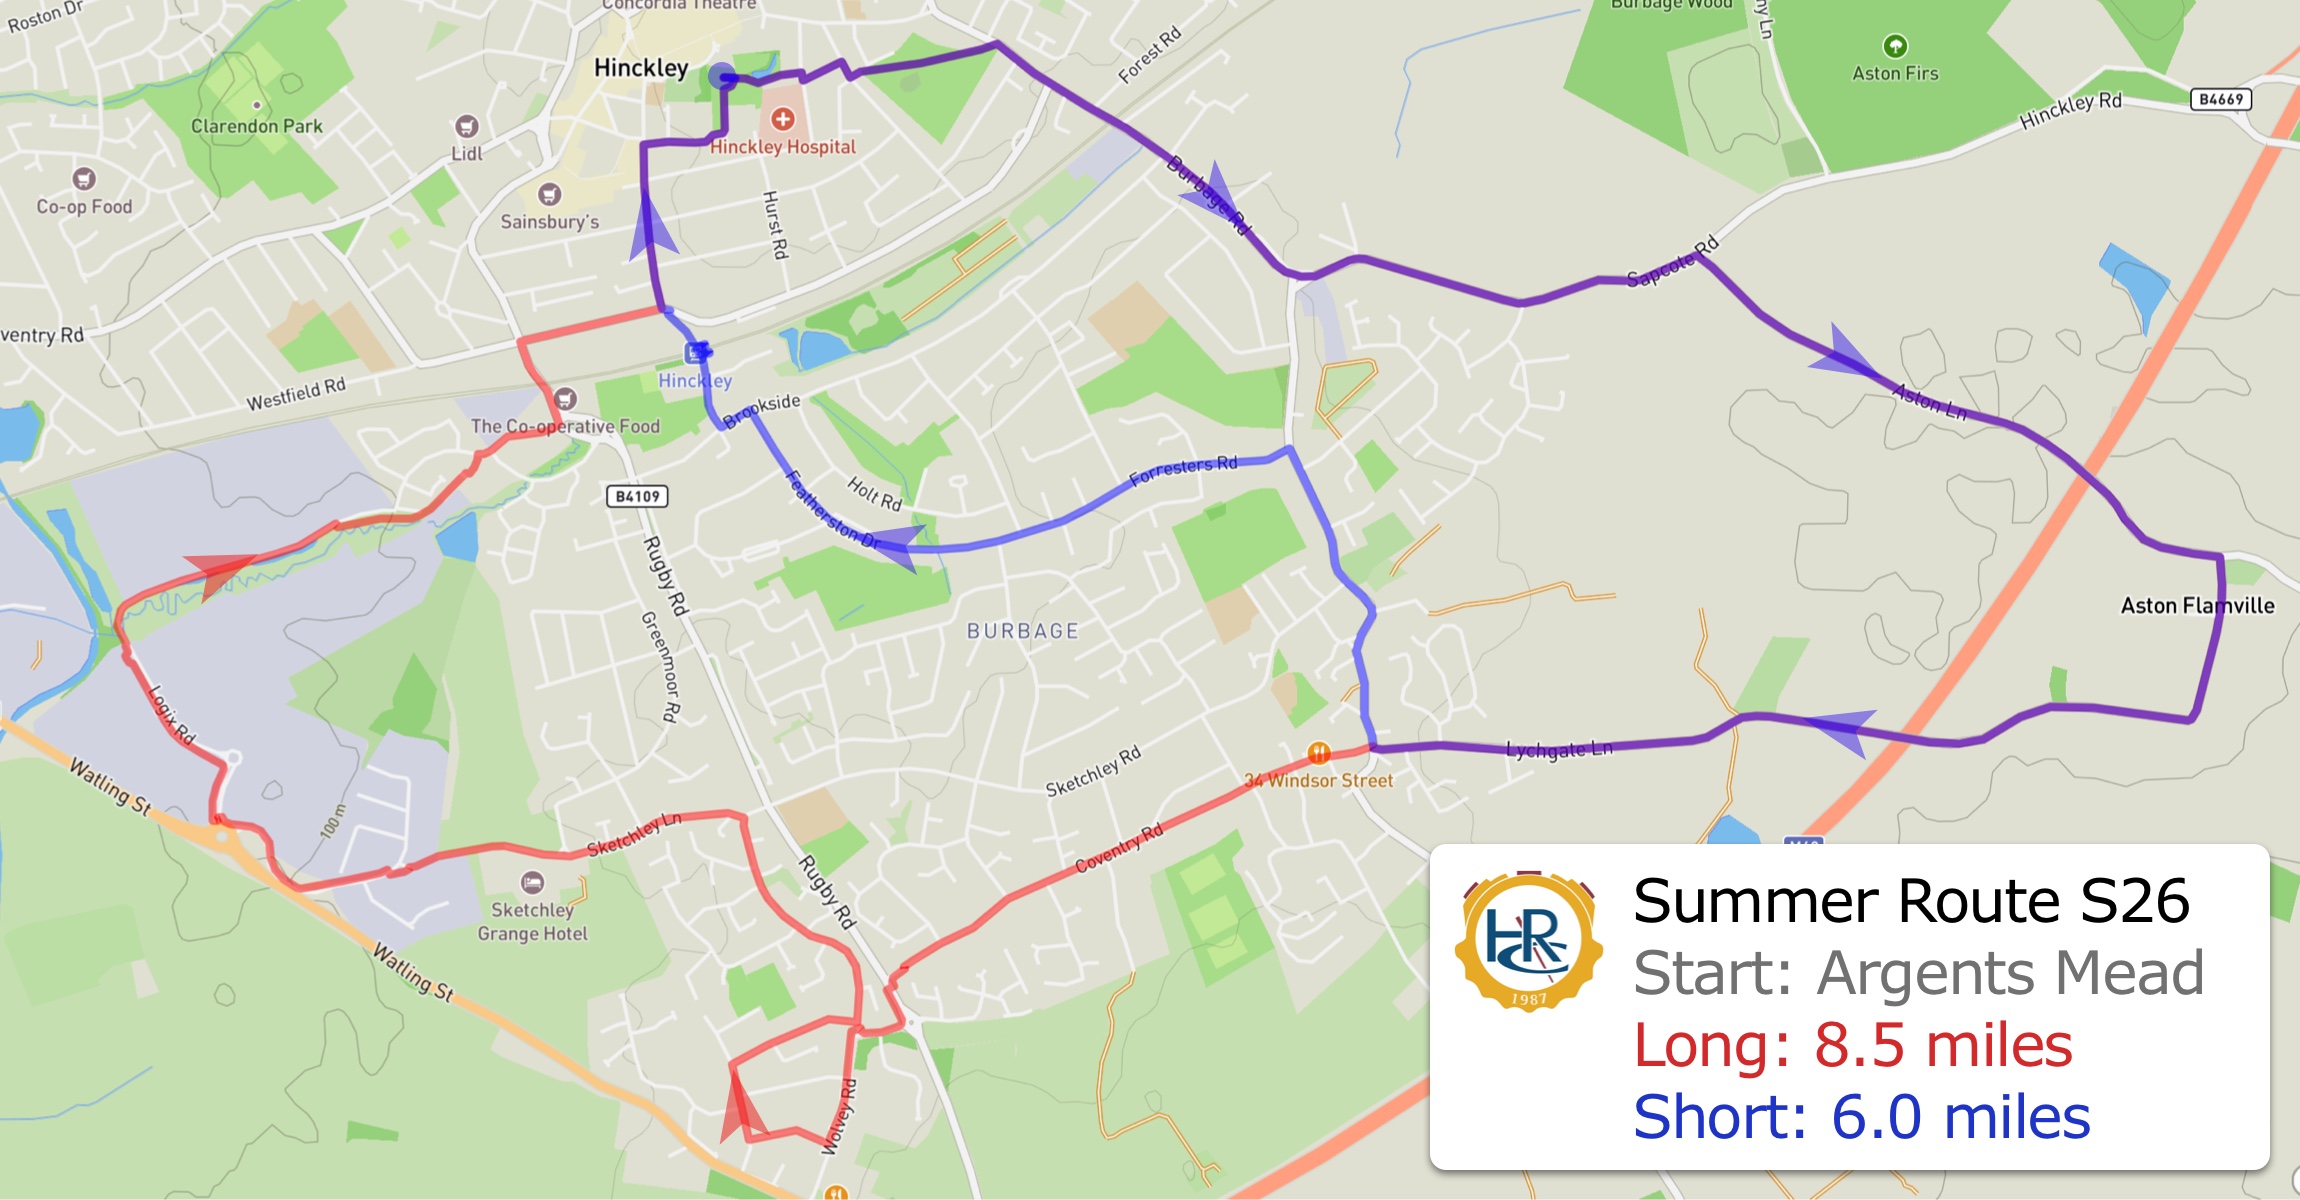 Roston Dr
Concordia Theatre
Burbage Wood
ny Ln
Forest Rd
Hinckley
Aston Firs
Hinckley Rd
B4669
Clarendon Park
Lidl
Hinckley Hospital
Co-op Food
Sainsbury's
Burbage Rd
Hurst Rd
Sapcote Rd
ventry Rd
Westfield Rd
Hinckley
Brookside
Aston Ln
The Co-operative Food
Forresters Rd
B4109
Featherston Dr
Holt Rd
Rugby Rd
Aston Flamville
Greenmoor Rd
BURBAGE
Logix Rd
Lychgate Ln
Sketchley Rd
34 Windsor Street
Watling St
100 m
Sketchley Ln
Coventry Rd
Rugby Rd
Sketchley
Grange Hotel
Watling St
Wolvey Rd
HR
1987
Summer Route S26
Start: Argents Mead
Long: 8.5 miles
Short: 6.0 miles